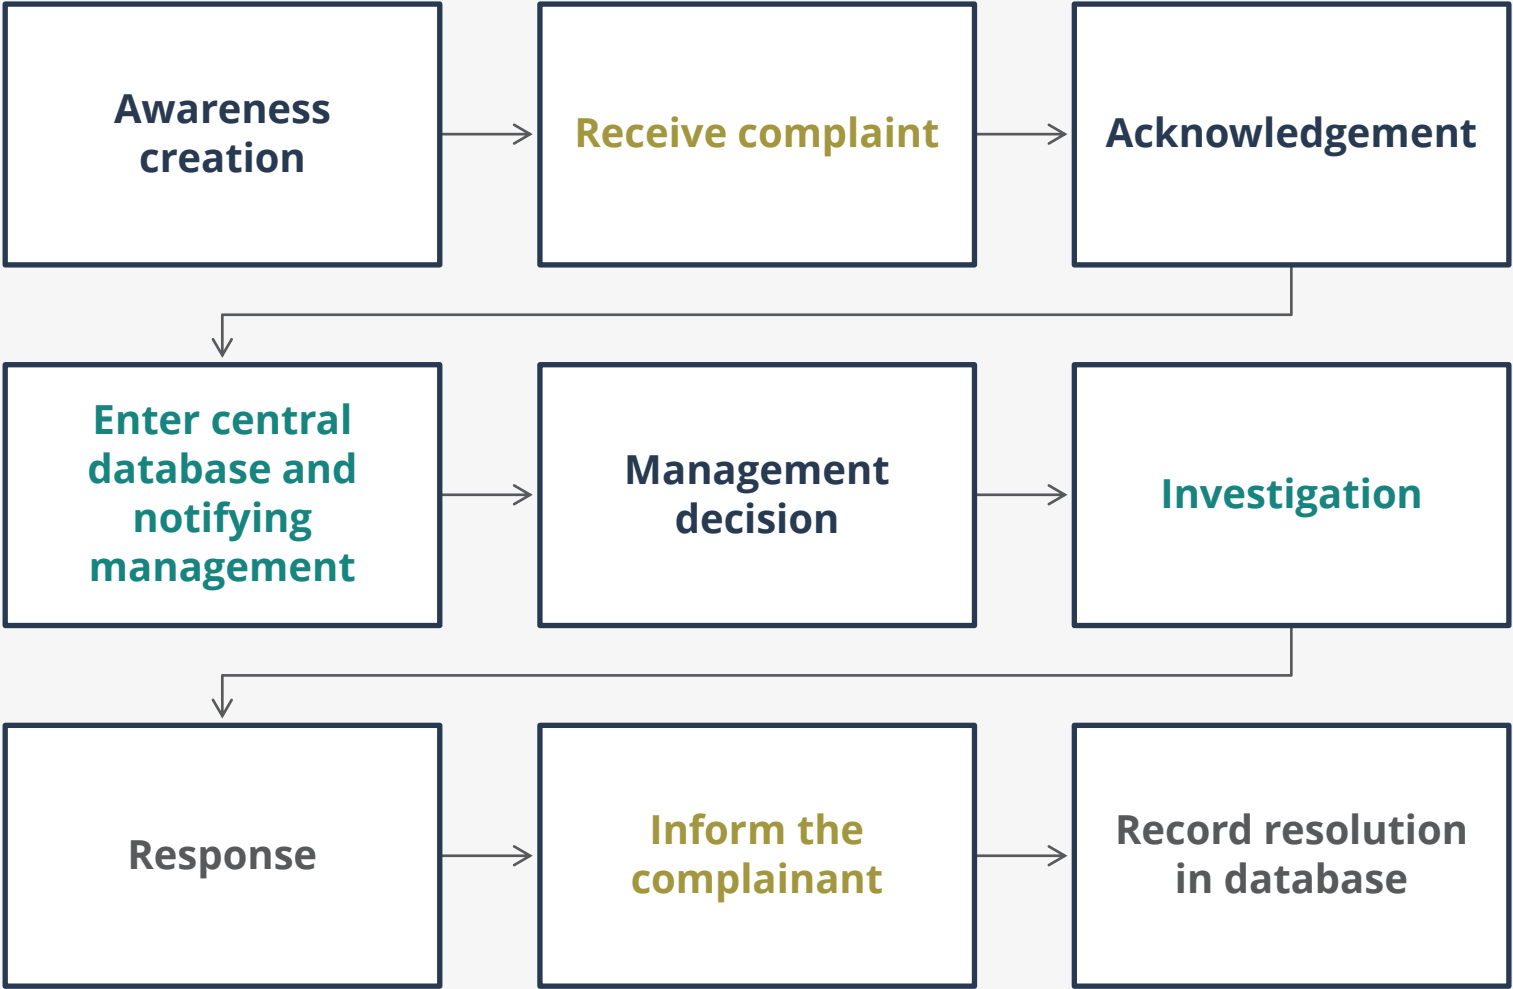 Awareness
creation
Receive complaint
Acknowledgement
Enter central
database and
notifying
management
Management
decision
Investigation
Response
Inform the
complainant
Record resolution
in database